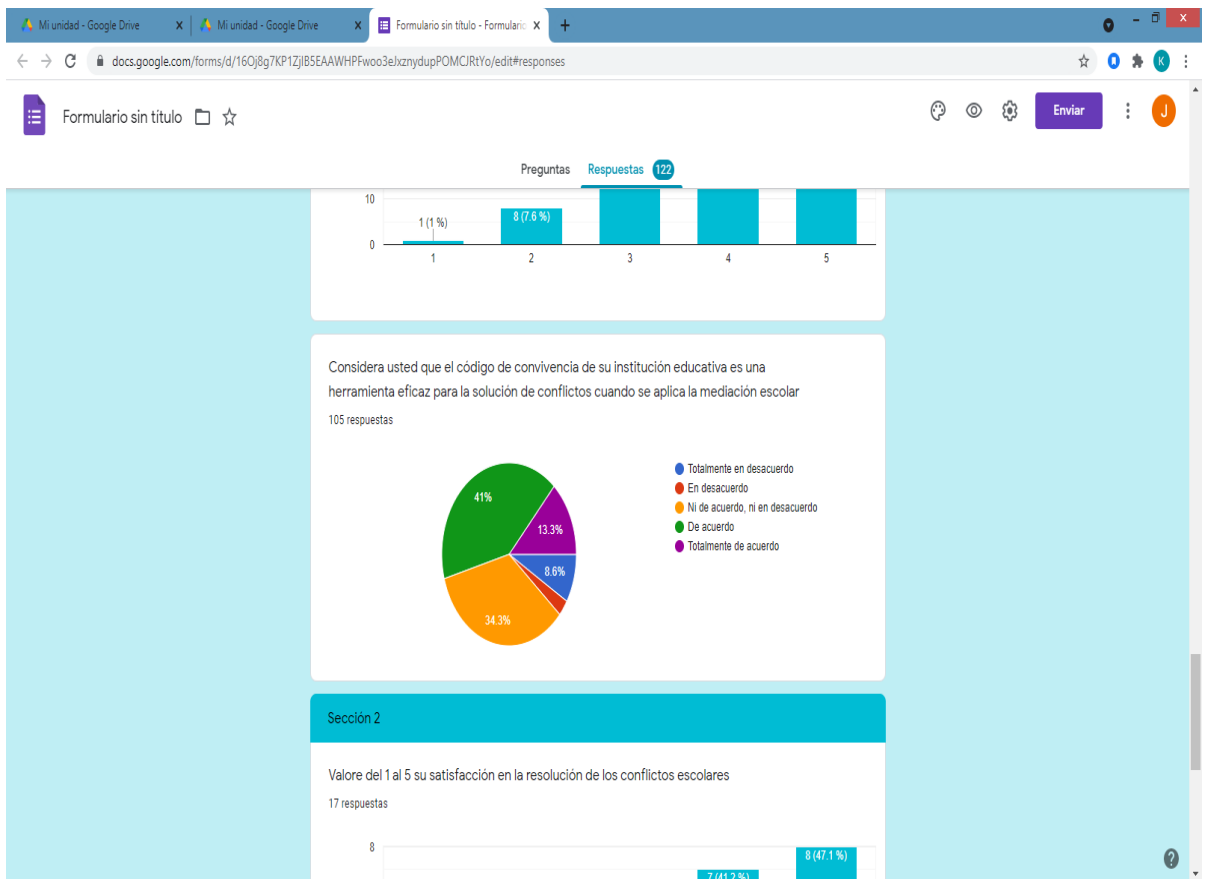 Mi unidad - Google Drive
Mi unidad - Google Drive
Formulario sin título - Formulario
docs.google.com/forms/d/16Oj8g7KP1ZjIB5EAAWHPFwoo3eJxznydupPOMCJRtYo/edit#responses
K
Formulario sin título
Enviar
J
Preguntas
Respuestas 122
10
0
1 (1 %)
8 (7.6 %)
1 2 3 4 5
Considera usted que el código de convivencia de su institución educativa es una
herramienta eficaz para la solución de conflictos cuando se aplica la mediación escolar
105 respuestas
41%
13.3%
8.6%
34.3%
Totalmente en desacuerdo
En desacuerdo
Ni de acuerdo, ni en desacuerdo
De acuerdo
Totalmente de acuerdo
Sección 2
Valore del 1 al 5 su satisfacción en la resolución de los conflictos escolares
17 respuestas
8
8 (47.1 %)
7 (41.2 %)